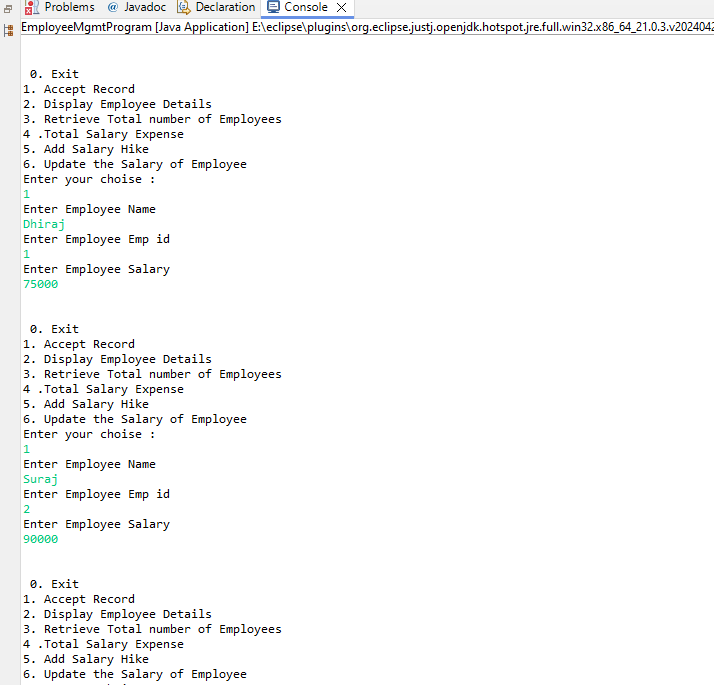 Problems @ Javadoc Declaration Console
EmployeeMgmtProgram [Java Application] E:\eclipse\plugins\org.eclipse.justj.openjdk.hotspot.jre.full.win32.x86_64_21.0.3.v2024042
0. Exit
1. Accept Record
2. Display Employee Details
3. Retrieve Total number of Employees
4 .Total Salary Expense
5. Add Salary Hike
6. Update the Salary of Employee
Enter your choise :
1
Enter Employee Name
Dhiraj
Enter Employee Emp id
1
Enter Employee Salary
75000
0. Exit
1. Accept Record
2. Display Employee Details
3. Retrieve Total number of Employees
4 .Total Salary Expense
5. Add Salary Hike
6. Update the Salary of Employee
Enter your choise :
1
Enter Employee Name
Suraj
Enter Employee Emp id
2
Enter Employee Salary
90000
0. Exit
1. Accept Record
2. Display Employee Details
3. Retrieve Total number of Employees
4 .Total Salary Expense
5. Add Salary Hike
6. Update the Salary of Employee